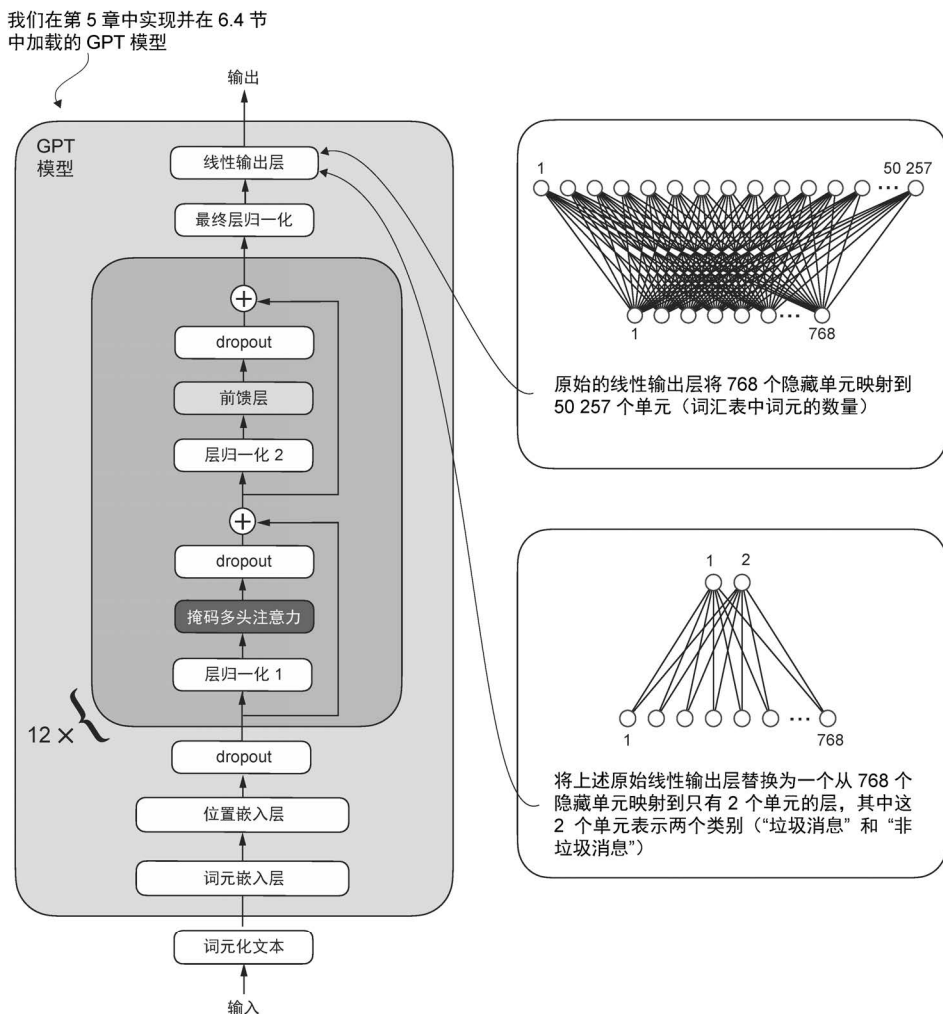 我们在第 5 章中实现并在 6.4 节
中加载的 GPT 模型
输出
GPT
模型
线性输出层
最终层归一化
dropout
前馈层
层归一化 2
dropout
掩码多头注意力
层归一化 1
12 ×
dropout
位置嵌入层
词元嵌入层
词元化文本
输入
1
50 257
1
768
原始的线性输出层将 768 个隐藏单元映射到
50 257 个单元（词汇表中词元的数量）
1 2
1
768
将上述原始线性输出层替换为一个从 768 个
隐藏单元映射到只有 2 个单元的层，其中这
2 个单元表示两个类别（“垃圾消息” 和 “非
垃圾消息”）